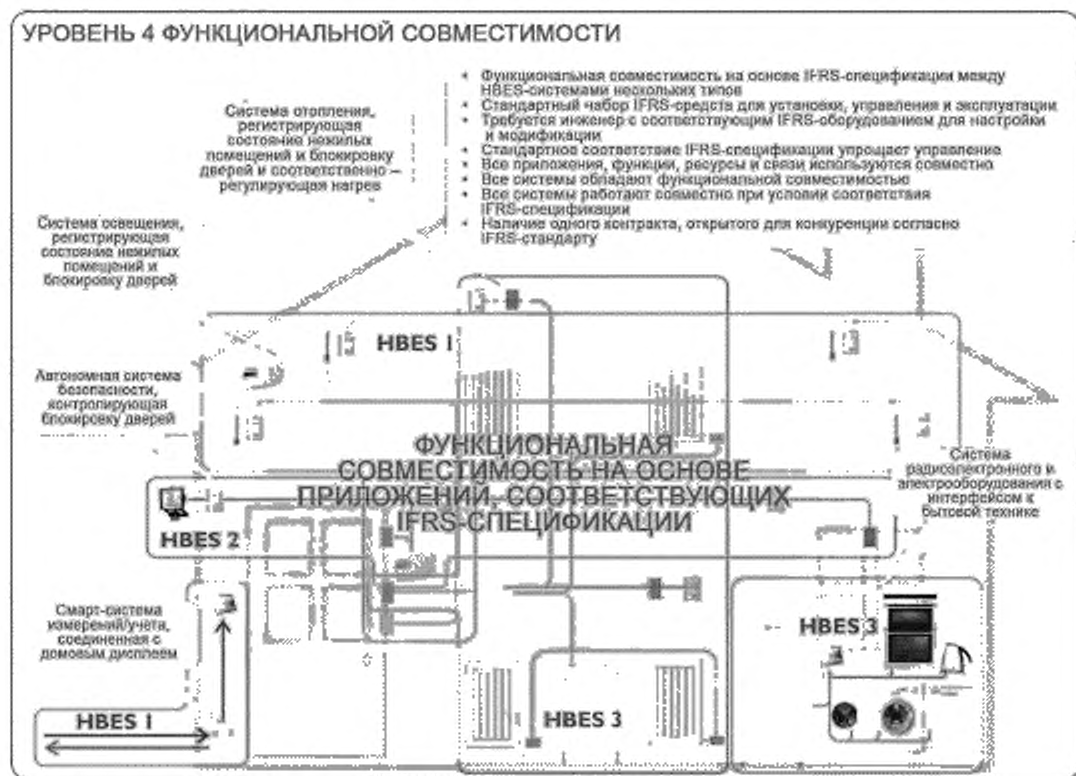 УРОВЕНЬ 4 ФУНКЦИОНАЛЬНОЙ СОВМЕСТИМОСТИ
• Функциональная совместимость на основе IFRS-спецификации между
HBES-системами нескольких типов
• Стандартный набор IFRS-средств для установки, управления и эксплуатации
• Требуется инженер с соответствующим IFRS-оборудованием для настройки
и модификации
• Стандартное соответствие IFRS-спецификации упрощает управление
• Все приложения, функции, ресурсы и связи используются совместно
• Все системы обладают функциональной совместимостью
• Все системы работают совместно при условии соответствия
IFRS-спецификации
• Наличие одного контракта, открытого для конкуренции согласно
IFRS-стандарту
Система отопления,
регистрирующая
состояние нежилых
помещений и блокировку
дверей и соответственно –
регулирующая нагрев
Система освещения,
регистрирующая
состояние нежилых
помещений и
блокировку дверей
HBES 1
Автономная система
безопасности,
контролирующая
блокировку дверей
ФУНКЦИОНАЛЬНАЯ
СОВМЕСТИМОСТЬ НА ОСНОВЕ
ПРИЛОЖЕНИЙ, СООТВЕТСТВУЮЩИХ
IFRS-СПЕЦИФИКАЦИИ
Система
радиоэлектронного и
электрооборудования с
интерфейсом к
бытовой технике
HBES 2
Смарт-система
измерений/учета,
соединенная с
домовым дисплеем
HBES 3
HBES 1
HBES 3